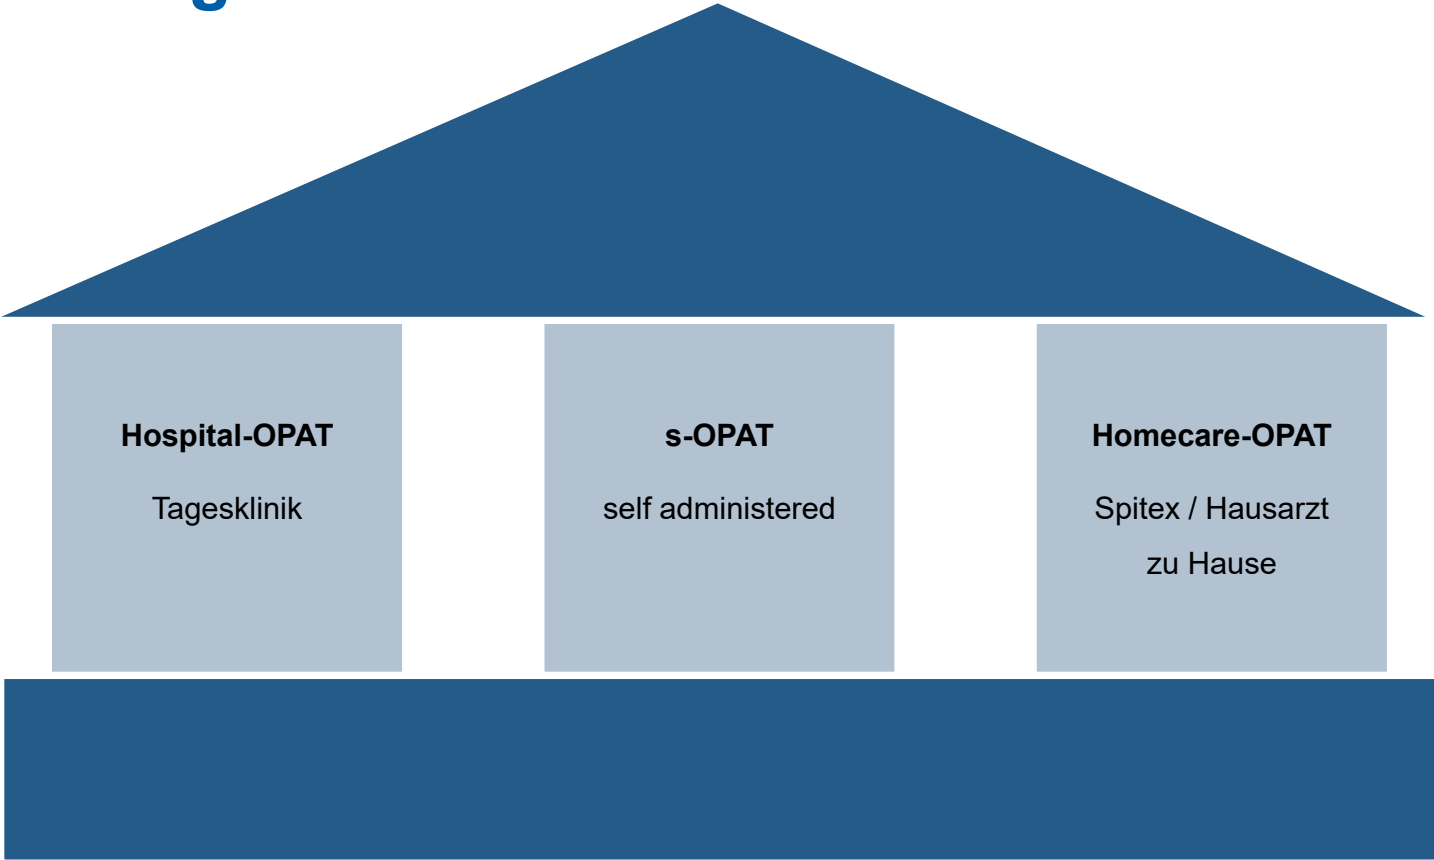 Hospital-OPAT
Tagesklinik
s-OPAT
self administered
Homecare-OPAT
Spitex / Hausarzt
zu Hause